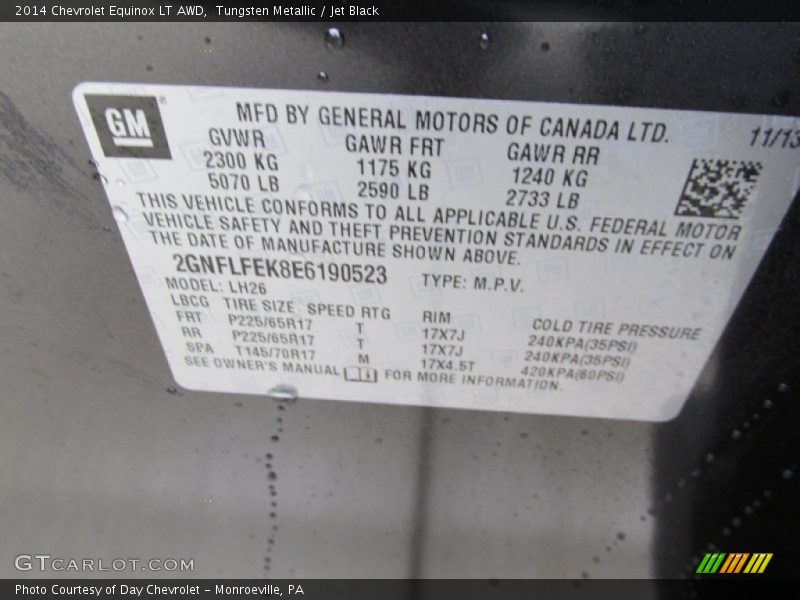 2014 Chevrolet Equinox LT AWD, Tungsten Metallic / Jet Black
GM®
MFD BY GENERAL MOTORS OF CANADA LTD.
11/13
GVWR GAWR FRT GAWR RR
2300 KG 1175 KG 1240 KG
5070 LB 2590 LB 2733 LB
THIS VEHICLE CONFORMS TO ALL APPLICABLE U.S. FEDERAL MOTOR
VEHICLE SAFETY AND THEFT PREVENTION STANDARDS IN EFFECT ON
THE DATE OF MANUFACTURE SHOWN ABOVE.
2GNFLFEK8E6190523 TYPE: M.P.V.
MODEL: LH26
LBCG TIRE SIZE SPEED RTG RIM COLD TIRE PRESSURE
FRT P225/65R17 T 17X7J 240KPA(35PSI)
RR P225/65R17 T 17X7J 240KPA(35PSI)
SPA T145/70R17 M 17X4.5T 420KPA(60PSI)
SEE OWNER'S MANUAL FOR MORE INFORMATION.
GTCARLOT.COM
Photo Courtesy of Day Chevrolet - Monroeville, PA